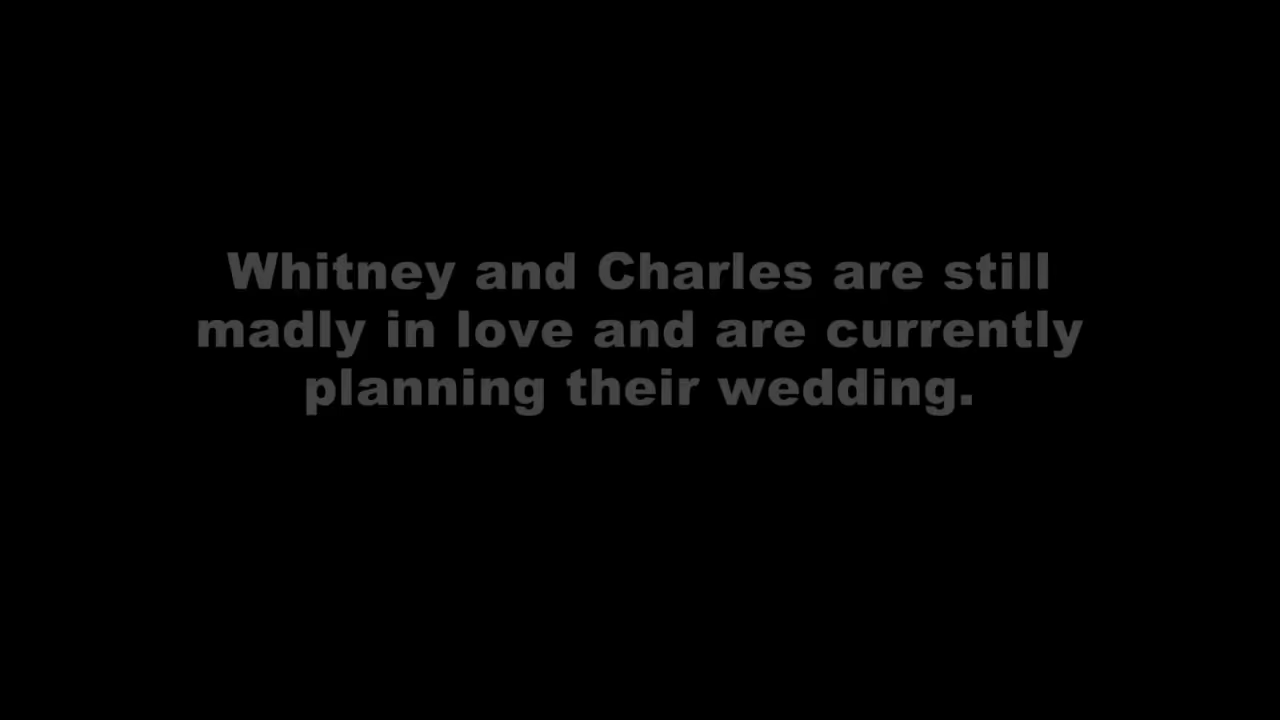 Whitney and Charles are still
madly in love and are currently
planning their wedding.